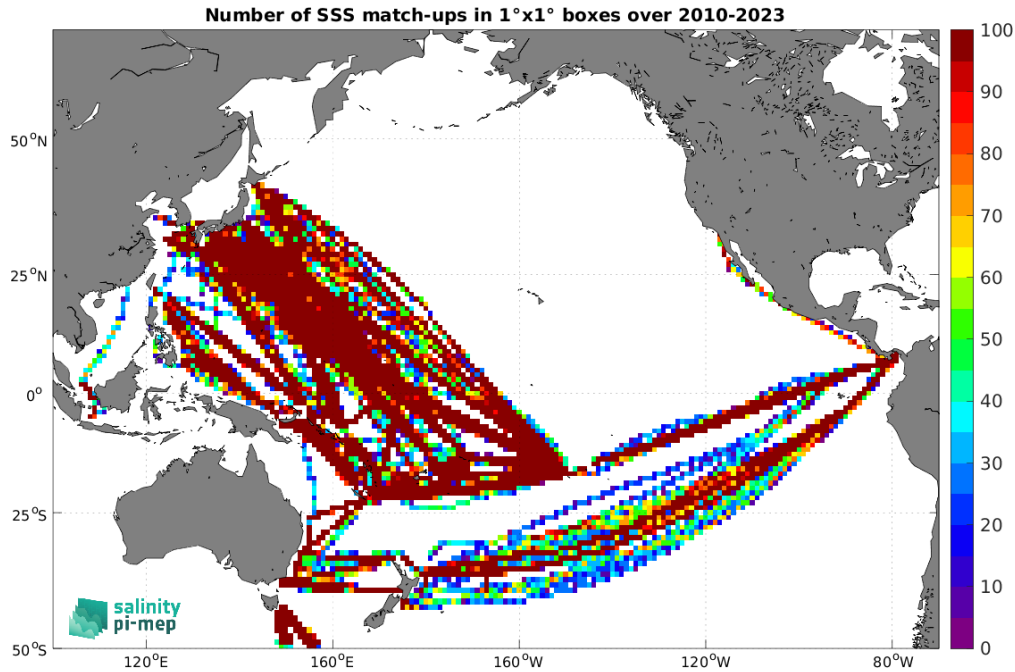 Number of SSS match-ups in 1°x1° boxes over 2010-2023
100
90
80
70
60
50
40
30
20
10
0
50°N
25°N
0°
25°S
50°S
120°E
160°E
160°W
120°W
80°W
salinity
pi-mep